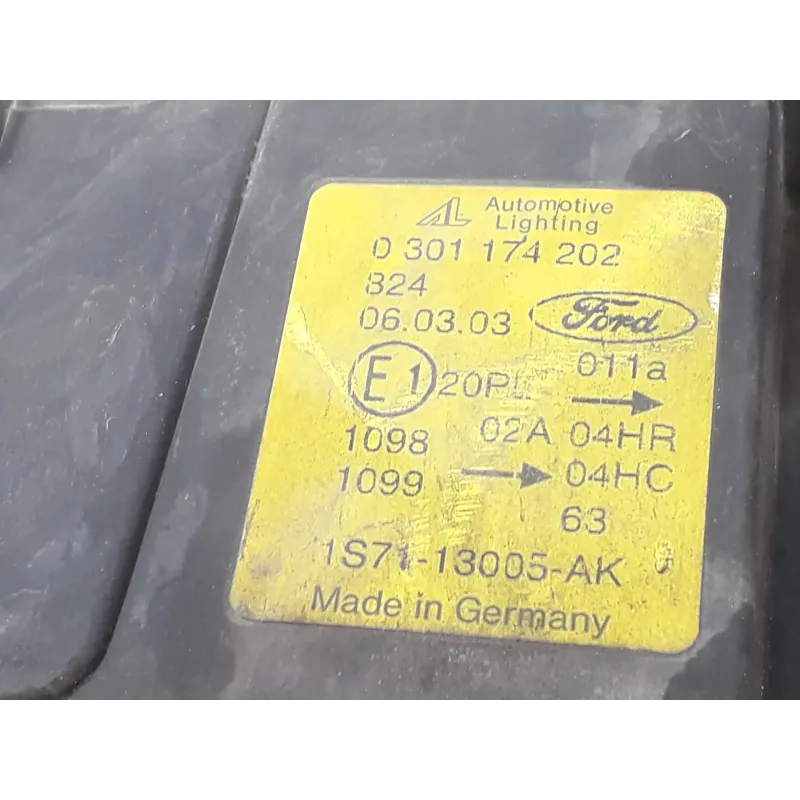 AL Automotive
Lighting
0 301 174 202
824
06.03.03 Ford
E1 20PL 011a
1098 02A 04HR
1099 04HC
63
1S71-13005-AK
Made in Germany